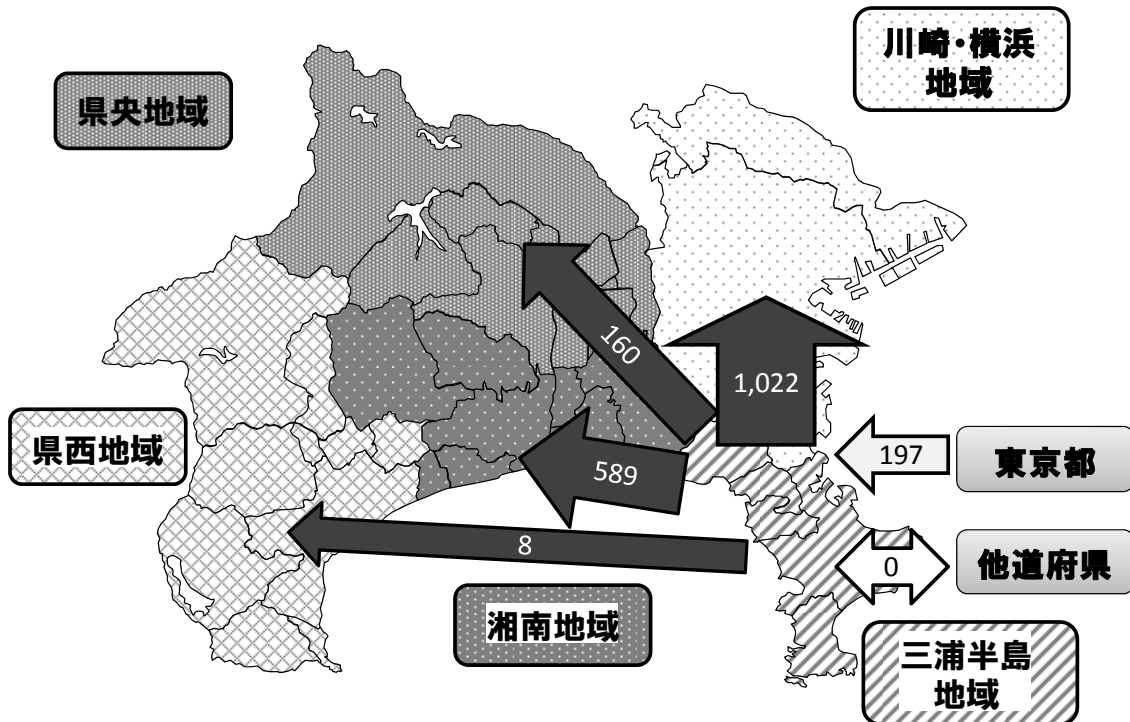 川崎・横浜
地域
県央地域
160
1,022
県西地域
589
197
東京都
8
0
他道府県
湘南地域
三浦半島
地域